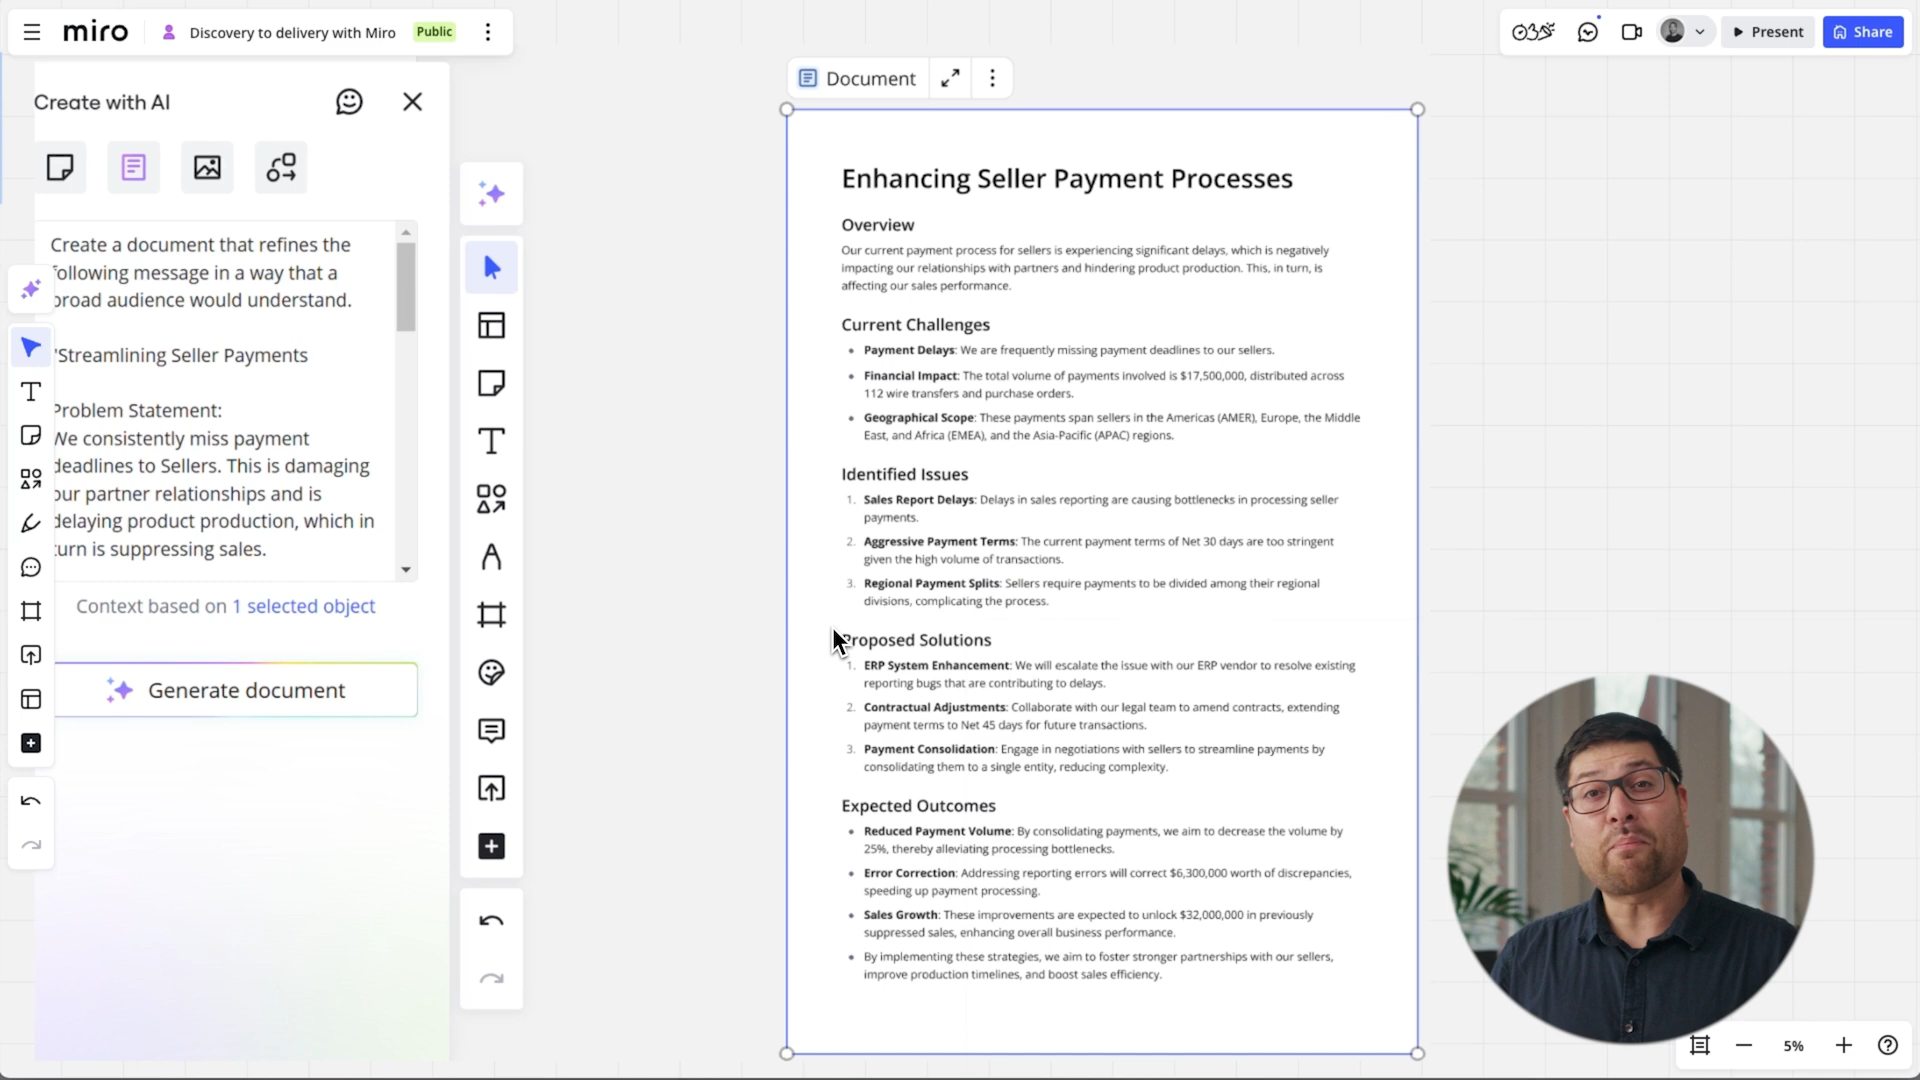 miro
Discovery to delivery with Miro
Public
Present
Share
Create with AI
Create a document that refines the
following message in a way that a
broad audience would understand.
"Streamlining Seller Payments
Problem Statement:
We consistently miss payment
deadlines to Sellers. This is damaging
our partner relationships and is
delaying product production, which in
turn is suppressing sales.
Context based on 1 selected object
Generate document
Document
Enhancing Seller Payment Processes
Overview
Our current payment process for sellers is experiencing significant delays, which is negatively
impacting our relationships with partners and hindering product production. This, in turn, is
affecting our sales performance.
Current Challenges
• Payment Delays: We are frequently missing payment deadlines to our sellers.
• Financial Impact: The total volume of payments involved is $17,500,000, distributed across
112 wire transfers and purchase orders.
• Geographical Scope: These payments span sellers in the Americas (AMER), Europe, the Middle
East, and Africa (EMEA), and the Asia-Pacific (APAC) regions.
Identified Issues
1. Sales Report Delays: Delays in sales reporting are causing bottlenecks in processing seller
payments.
2. Aggressive Payment Terms: The current payment terms of Net 30 days are too stringent
given the high volume of transactions.
3. Regional Payment Splits: Sellers require payments to be divided among their regional
divisions, complicating the process.
Proposed Solutions
1. ERP System Enhancement: We will escalate the issue with our ERP vendor to resolve existing
reporting bugs that are contributing to delays.
2. Contractual Adjustments: Collaborate with our legal team to amend contracts, extending
payment terms to Net 45 days for future transactions.
3. Payment Consolidation: Engage in negotiations with sellers to streamline payments by
consolidating them to a single entity, reducing complexity.
Expected Outcomes
• Reduced Payment Volume: By consolidating payments, we aim to decrease the volume by
25%, thereby alleviating processing bottlenecks.
• Error Correction: Addressing reporting errors will correct $6,300,000 worth of discrepancies,
speeding up payment processing.
• Sales Growth: These improvements are expected to unlock $32,000,000 in previously
suppressed sales, enhancing overall business performance.
• By implementing these strategies, we aim to foster stronger partnerships with our sellers,
improve production timelines, and boost sales efficiency.
5%